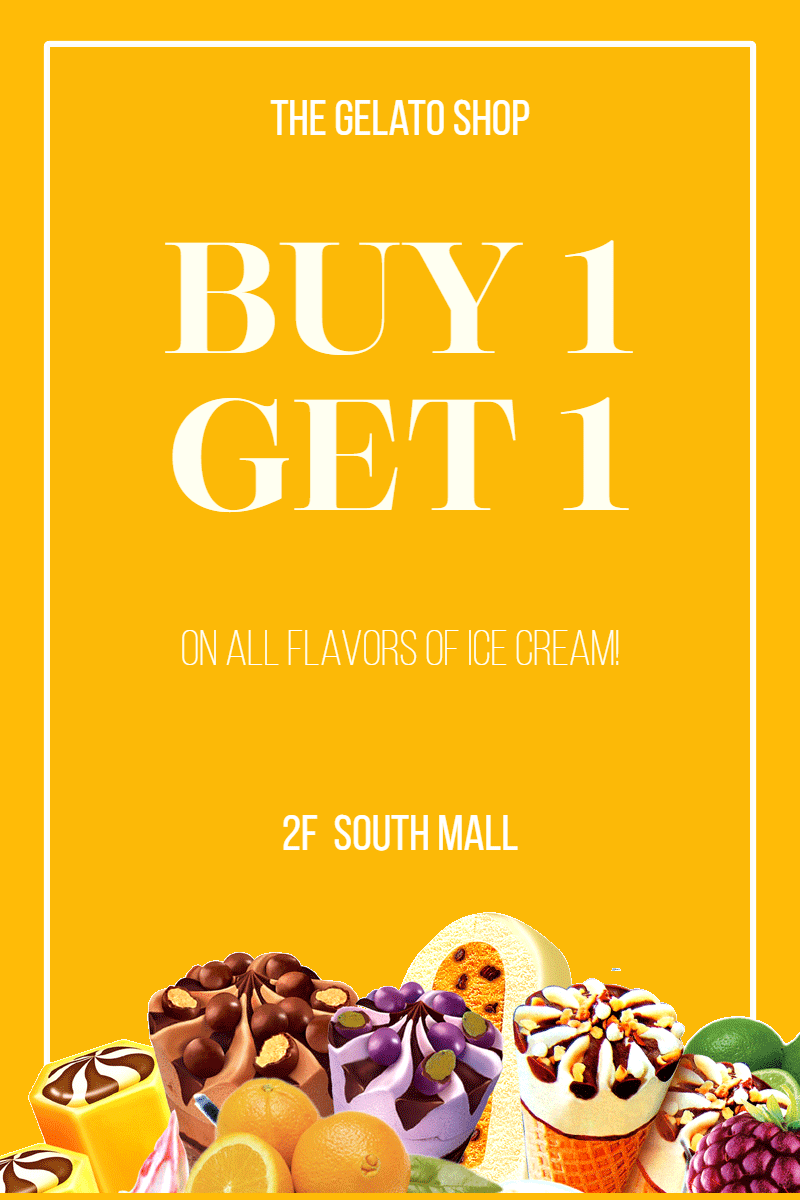 THE GELATO SHOP
BUY 1
GET 1
ON ALL FLAVORS OF ICE CREAM!
2F SOUTH MALL